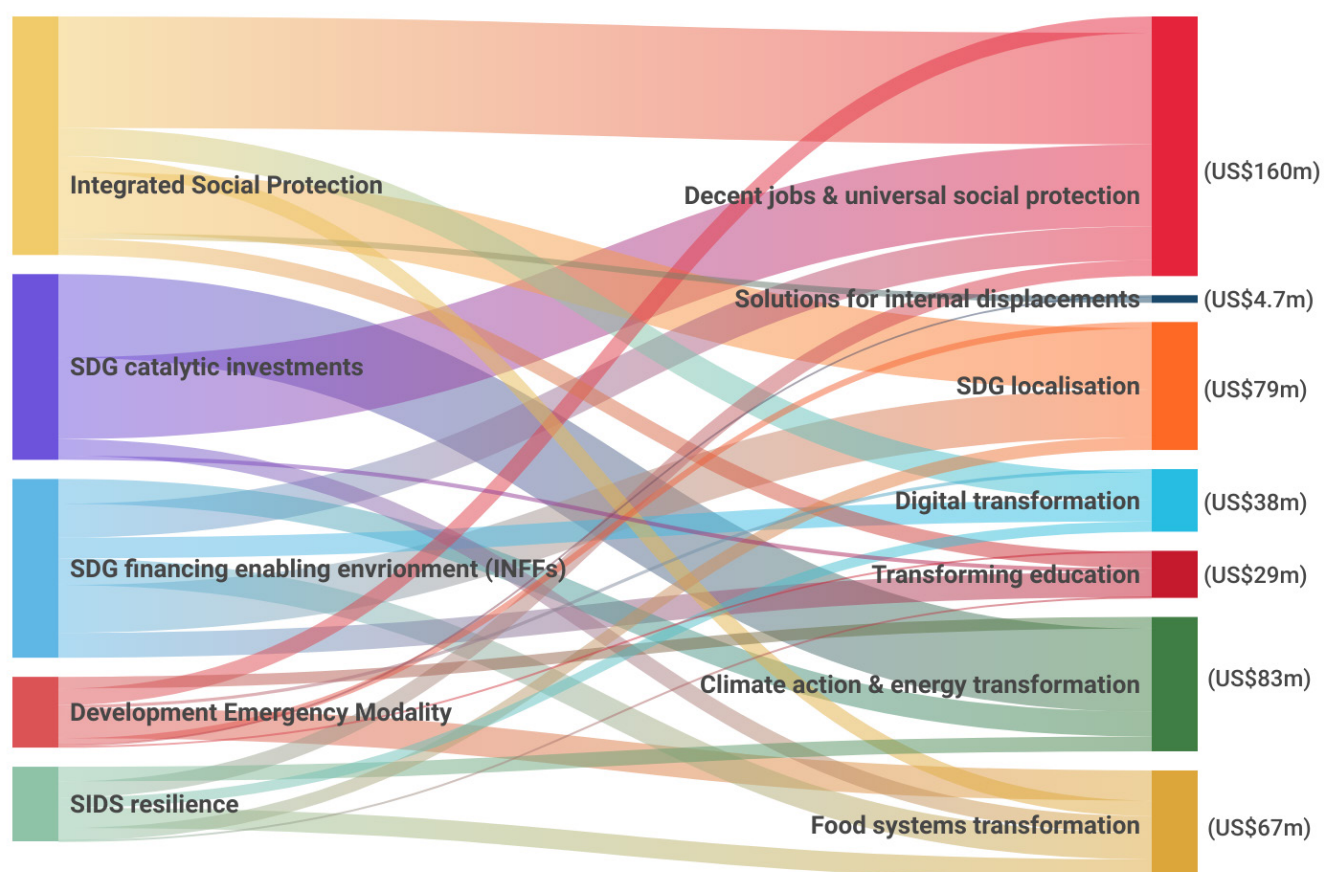 Integrated Social Protection
SDG catalytic investments
SDG financing enabling envrionment (INFFs)
Development Emergency Modality
SIDS resilience
Decent jobs & universal social protection
(US$160m)
Solutions for internal displacements
(US$4.7m)
SDG localisation
(US$79m)
Digital transformation
(US$38m)
Transforming education
(US$29m)
Climate action & energy transformation
(US$83m)
Food systems transformation
(US$67m)